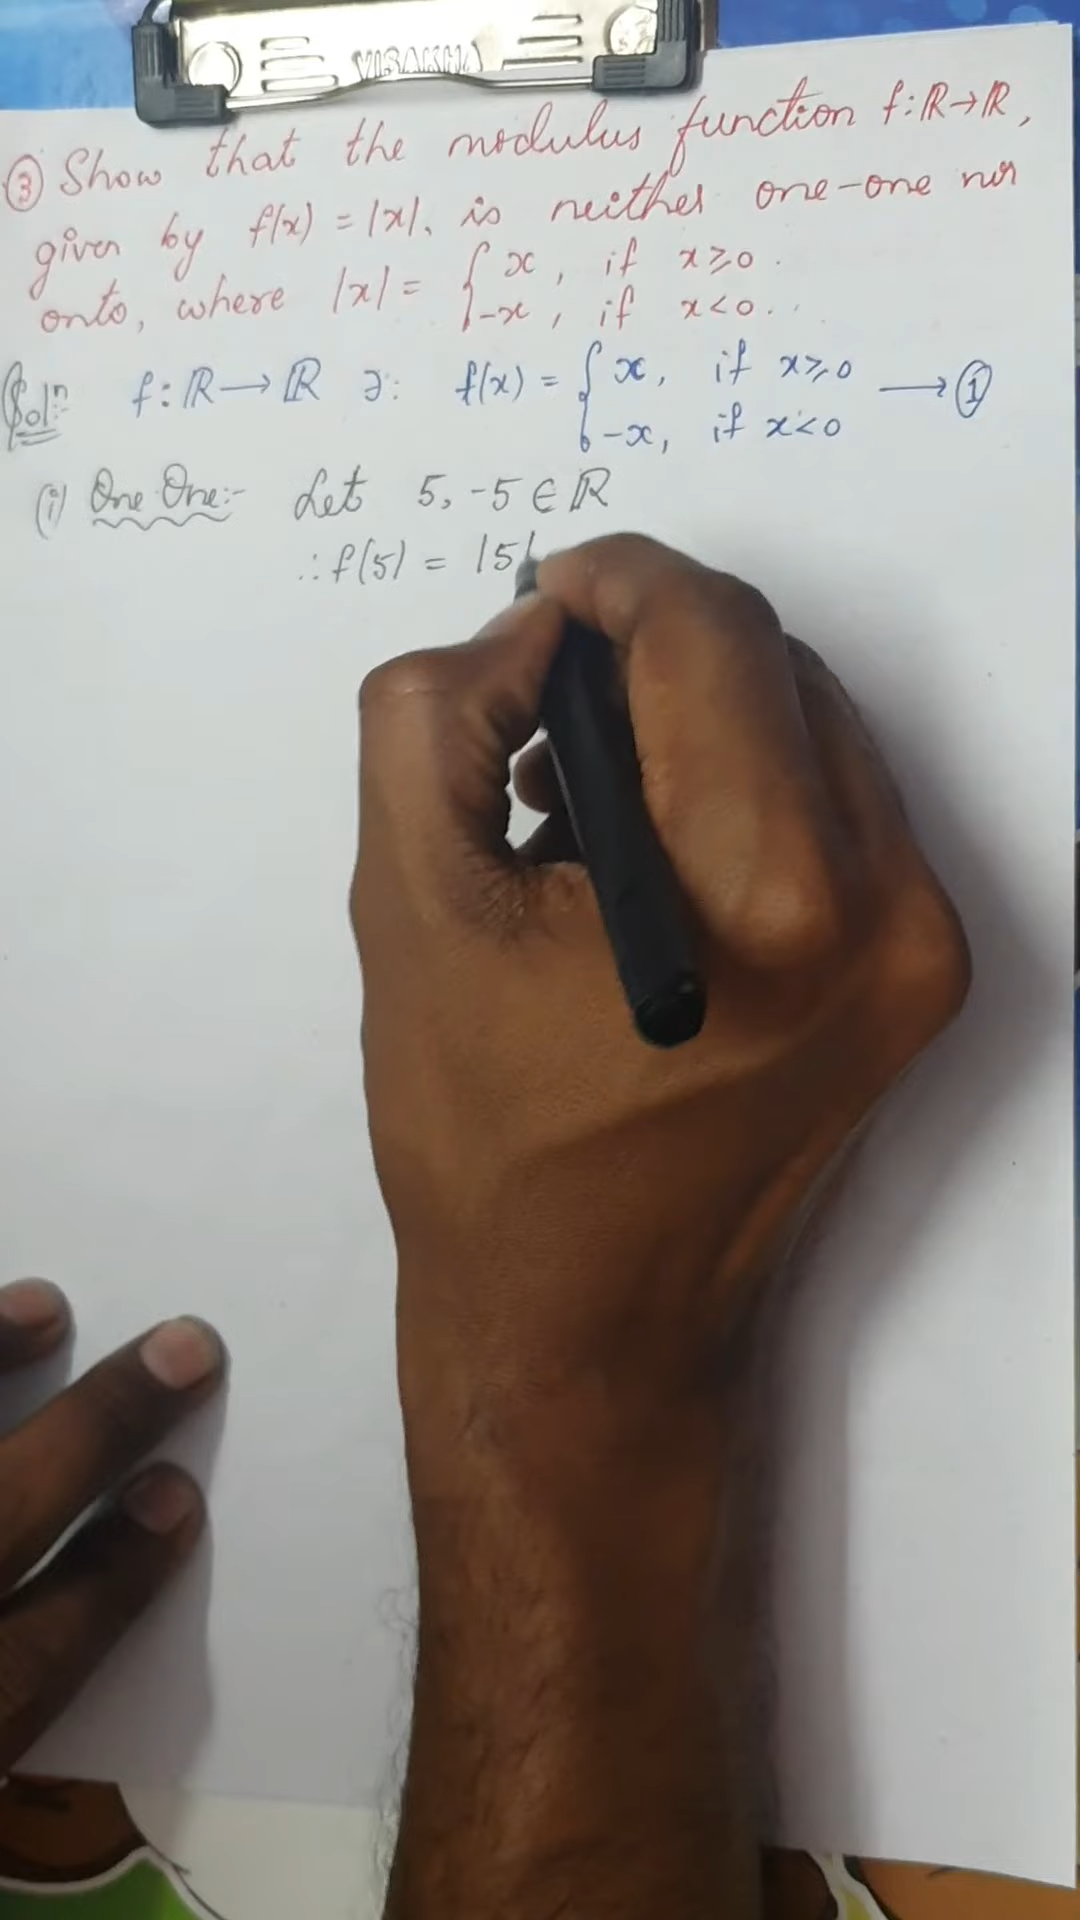 VISAKHA
③ Show that the modulus function f:ℝ→ℝ,
given by f(x) = |x|, is neither one-one nor
onto, where |x| = { x, if x≥0.
-x, if x<0.
Solⁿ:- f:ℝ→ℝ ∋: f(x) = { x, if x≥0 → ①
-x, if x<0
(i) One-One:- Let 5, -5 ∈ ℝ
∴ f(5) = |5|